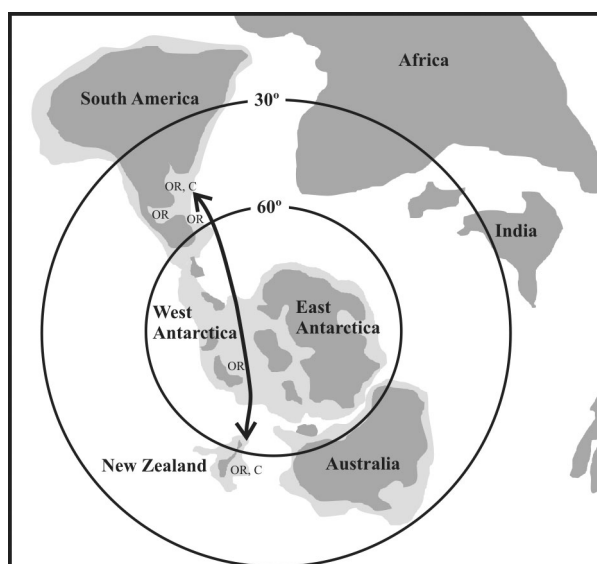 Africa
South America
30º
OR, C
OR
OR
60º
India
West
Antarctica
East
Antarctica
OR
New Zealand
OR, C
Australia